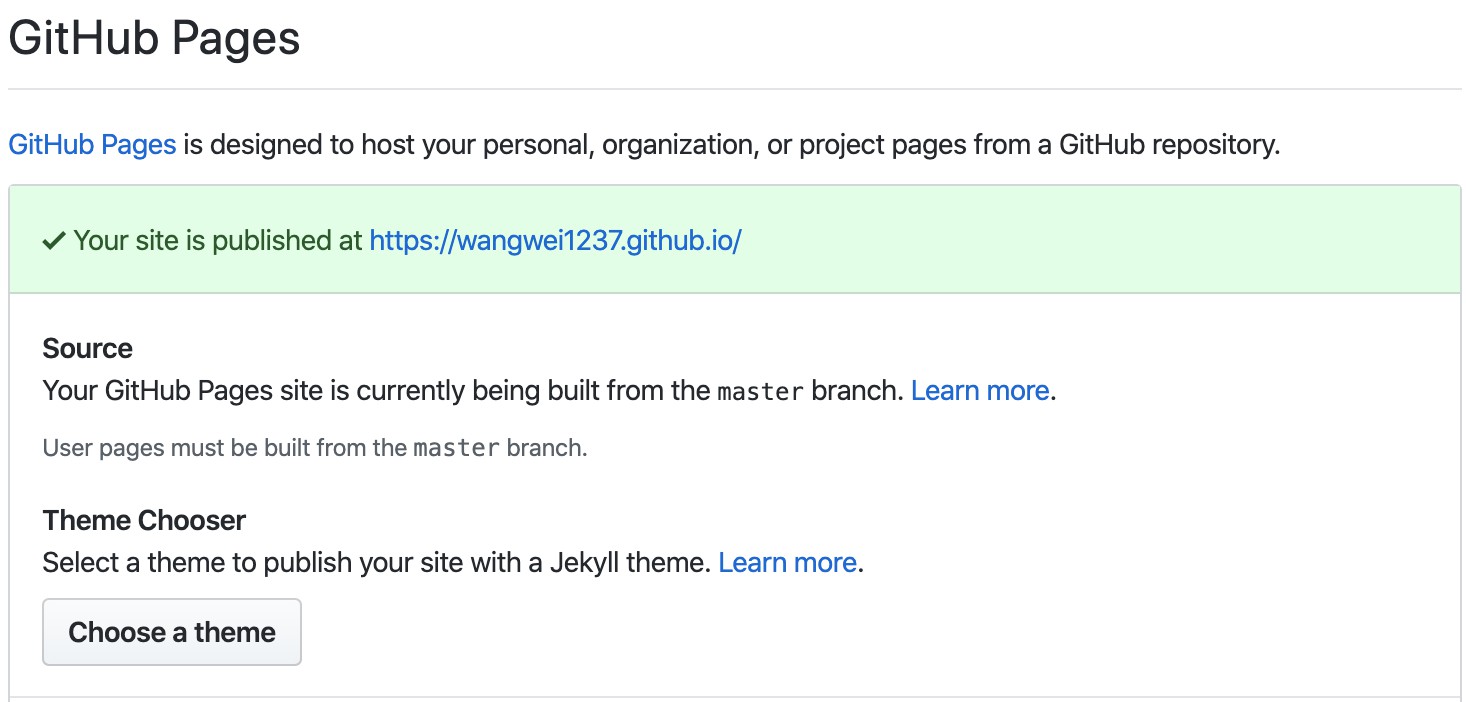 GitHub Pages
GitHub Pages is designed to host your personal, organization, or project pages from a GitHub repository.
Your site is published at https://wangwei1237.github.io/
Source
Your GitHub Pages site is currently being built from the master branch. Learn more.
User pages must be built from the master branch.
Theme Chooser
Select a theme to publish your site with a Jekyll theme. Learn more.
Choose a theme